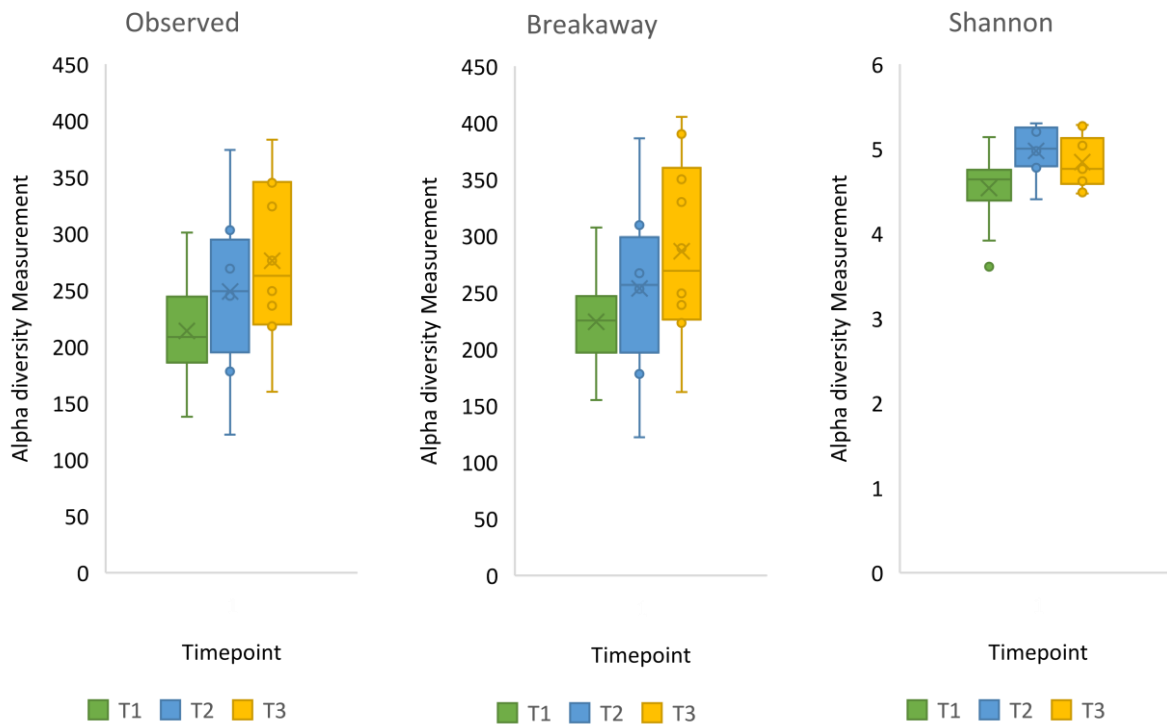 Observed
Alpha diversity Measurement
450
400
350
300
250
200
150
100
50
0
Timepoint
T1 T2 T3
Breakaway
Alpha diversity Measurement
450
400
350
300
250
200
150
100
50
0
Timepoint
T1 T2 T3
Shannon
Alpha diversity Measurement
6
5
4
3
2
1
0
Timepoint
T1 T2 T3